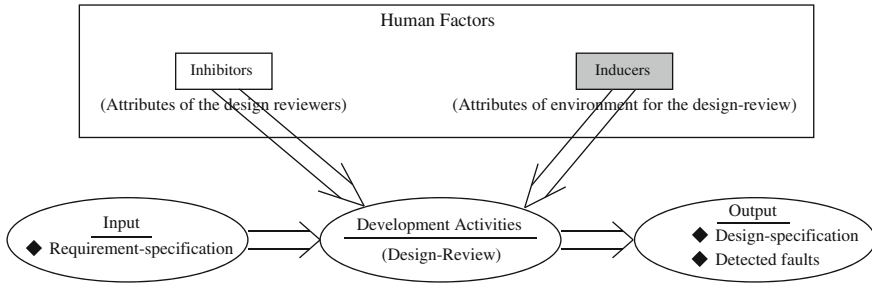 Human Factors
Inhibitors
Inducers
(Attributes of the design reviewers)
(Attributes of environment for the design-review)
Input
◆ Requirement-specification
Development Activities
(Design-Review)
Output
◆ Design-specification
◆ Detected faults